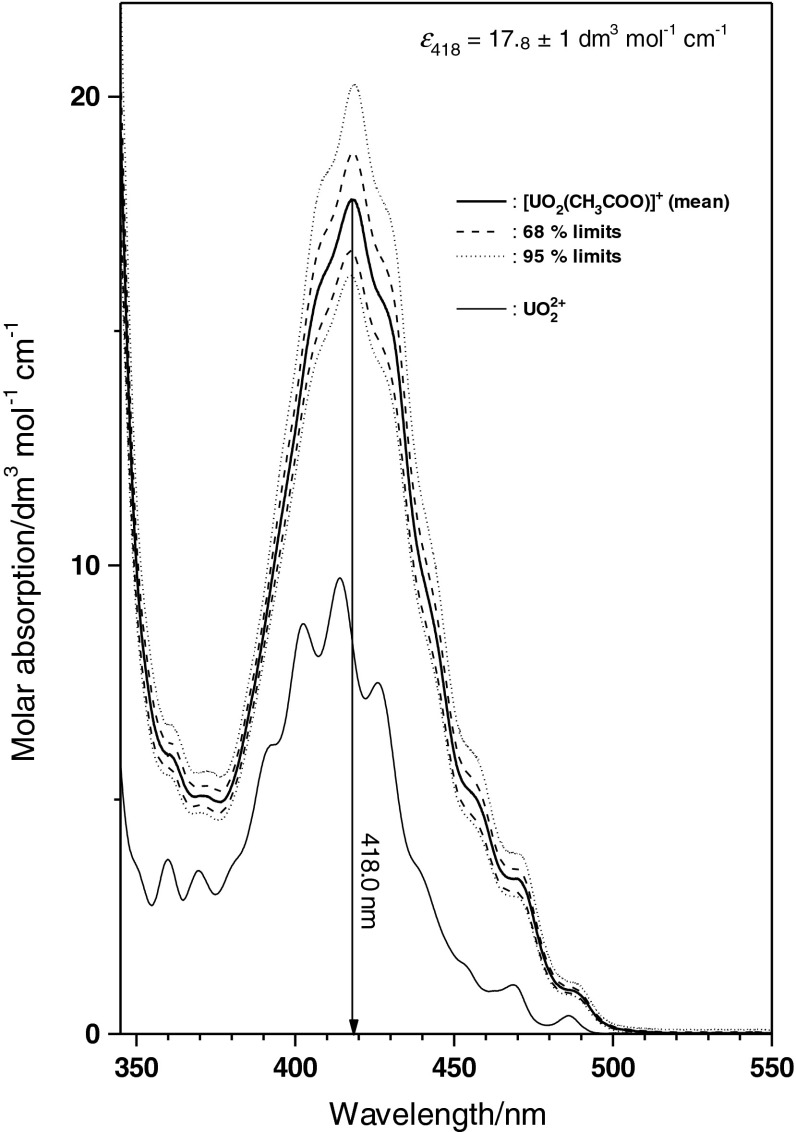 ε418 = 17.8 ± 1 dm³ mol⁻¹ cm⁻¹
20
: [UO₂(CH₃COO)]⁺ (mean)
: 68 % limits
: 95 % limits
: UO₂²⁺
Molar absorption/dm³ mol⁻¹ cm⁻¹
10
418.0 nm
0
350 400 450 500 550
Wavelength/nm